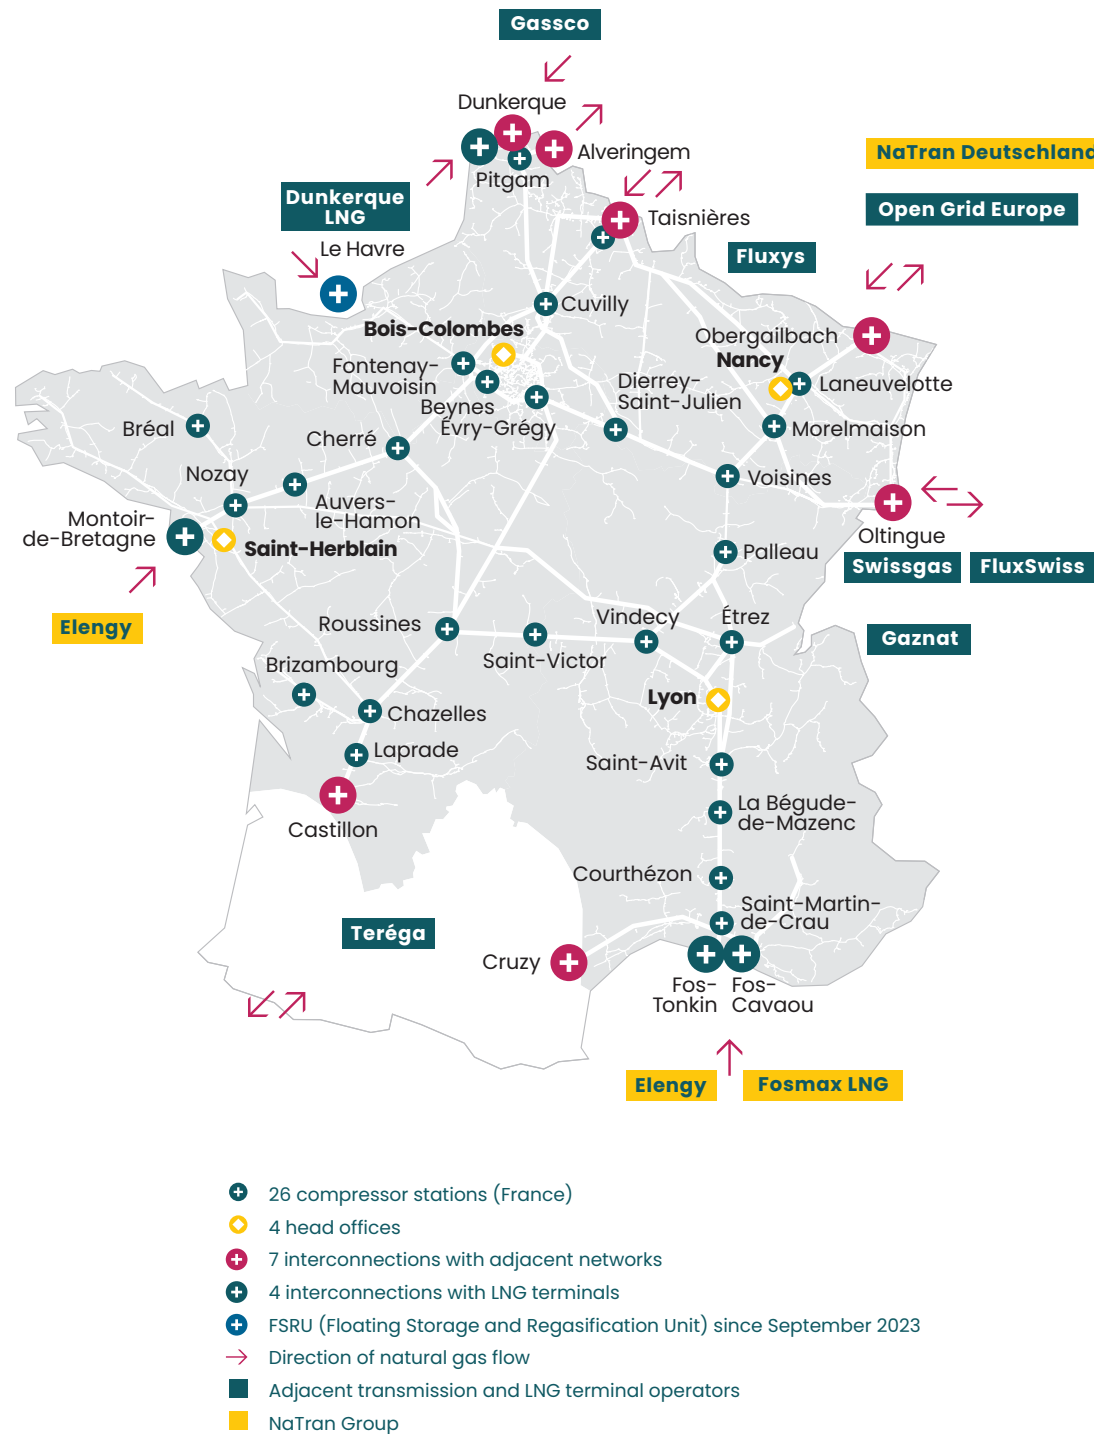 Gassco
Dunkerque
Alveringem
Pitgam
NaTran Deutschland
Dunkerque
LNG
Open Grid Europe
Taisnières
Le Havre
Fluxys
Cuvilly
Bois-Colombes
Obergailbach
Nancy
Fontenay-
Mauvoisin
Laneuvelotte
Dierrey-
Saint-Julien
Beynes
Évry-Grégy
Bréal
Morelmaison
Cherré
Nozay
Voisines
Auvers-
le-Hamon
Montoir-
de-Bretagne
Oltingue
Saint-Herblain
Palleau
Swissgas
FluxSwiss
Elengy
Roussines
Vindecy
Étrez
Gaznat
Saint-Victor
Brizambourg
Lyon
Chazelles
Laprade
Saint-Avit
La Bégude-
de-Mazenc
Castillon
Courthézon
Saint-Martin-
de-Crau
Teréga
Cruzy
Fos-
Tonkin
Fos-
Cavaou
Elengy
Fosmax LNG
26 compressor stations (France)
4 head offices
7 interconnections with adjacent networks
4 interconnections with LNG terminals
FSRU (Floating Storage and Regasification Unit) since September 2023
Direction of natural gas flow
Adjacent transmission and LNG terminal operators
NaTran Group